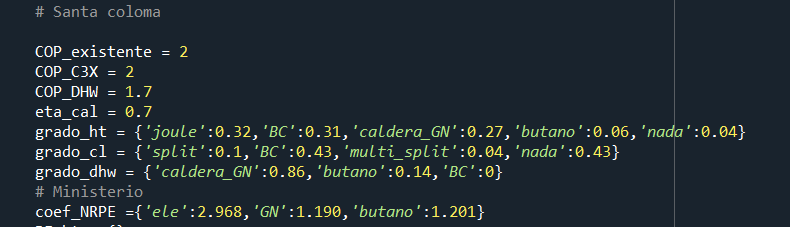 # Santa coloma
COP_existente = 2
COP_C3X = 2
COP_DHW = 1.7
eta_cal = 0.7
grado_ht = {'joule':0.32,'BC':0.31,'caldera_GN':0.27,'butano':0.06,'nada':0.04}
grado_cl = {'split':0.1,'BC':0.43,'multi_split':0.04,'nada':0.43}
grado_dhw = {'caldera_GN':0.86,'butano':0.14,'BC':0}
# Ministerio
coef_NRPE ={'ele':2.968,'GN':1.190,'butano':1.201}